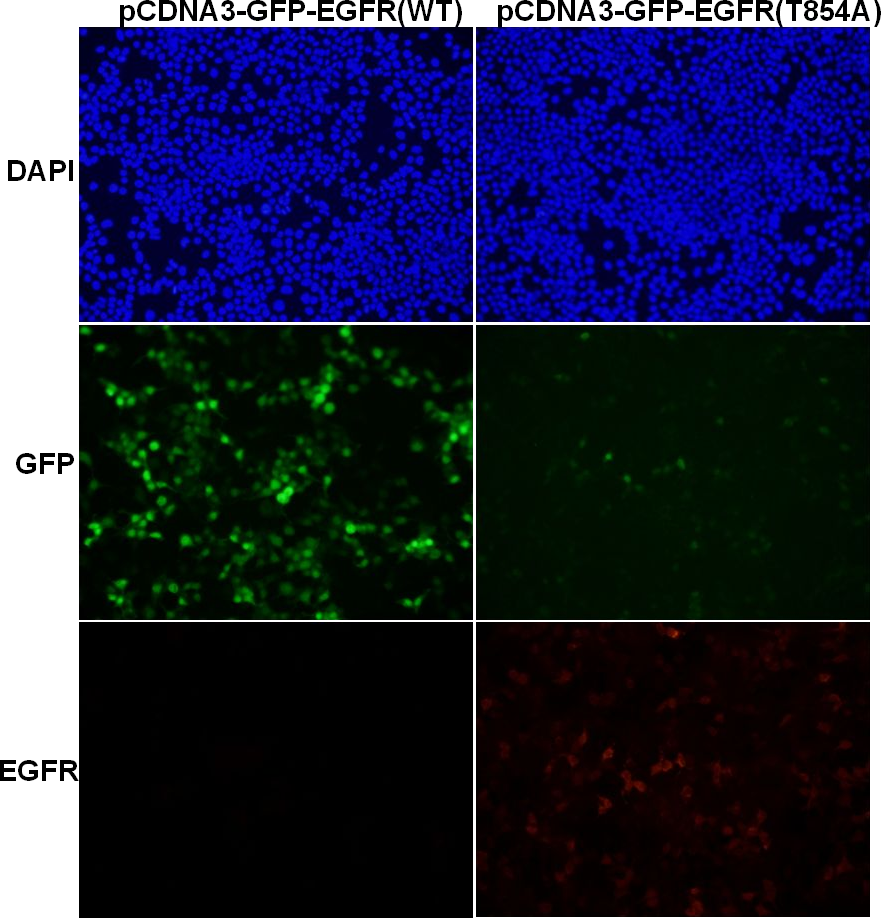 pCDNA3-GFP-EGFR(WT) pCDNA3-GFP-EGFR(T854A)
DAPI
GFP
EGFR